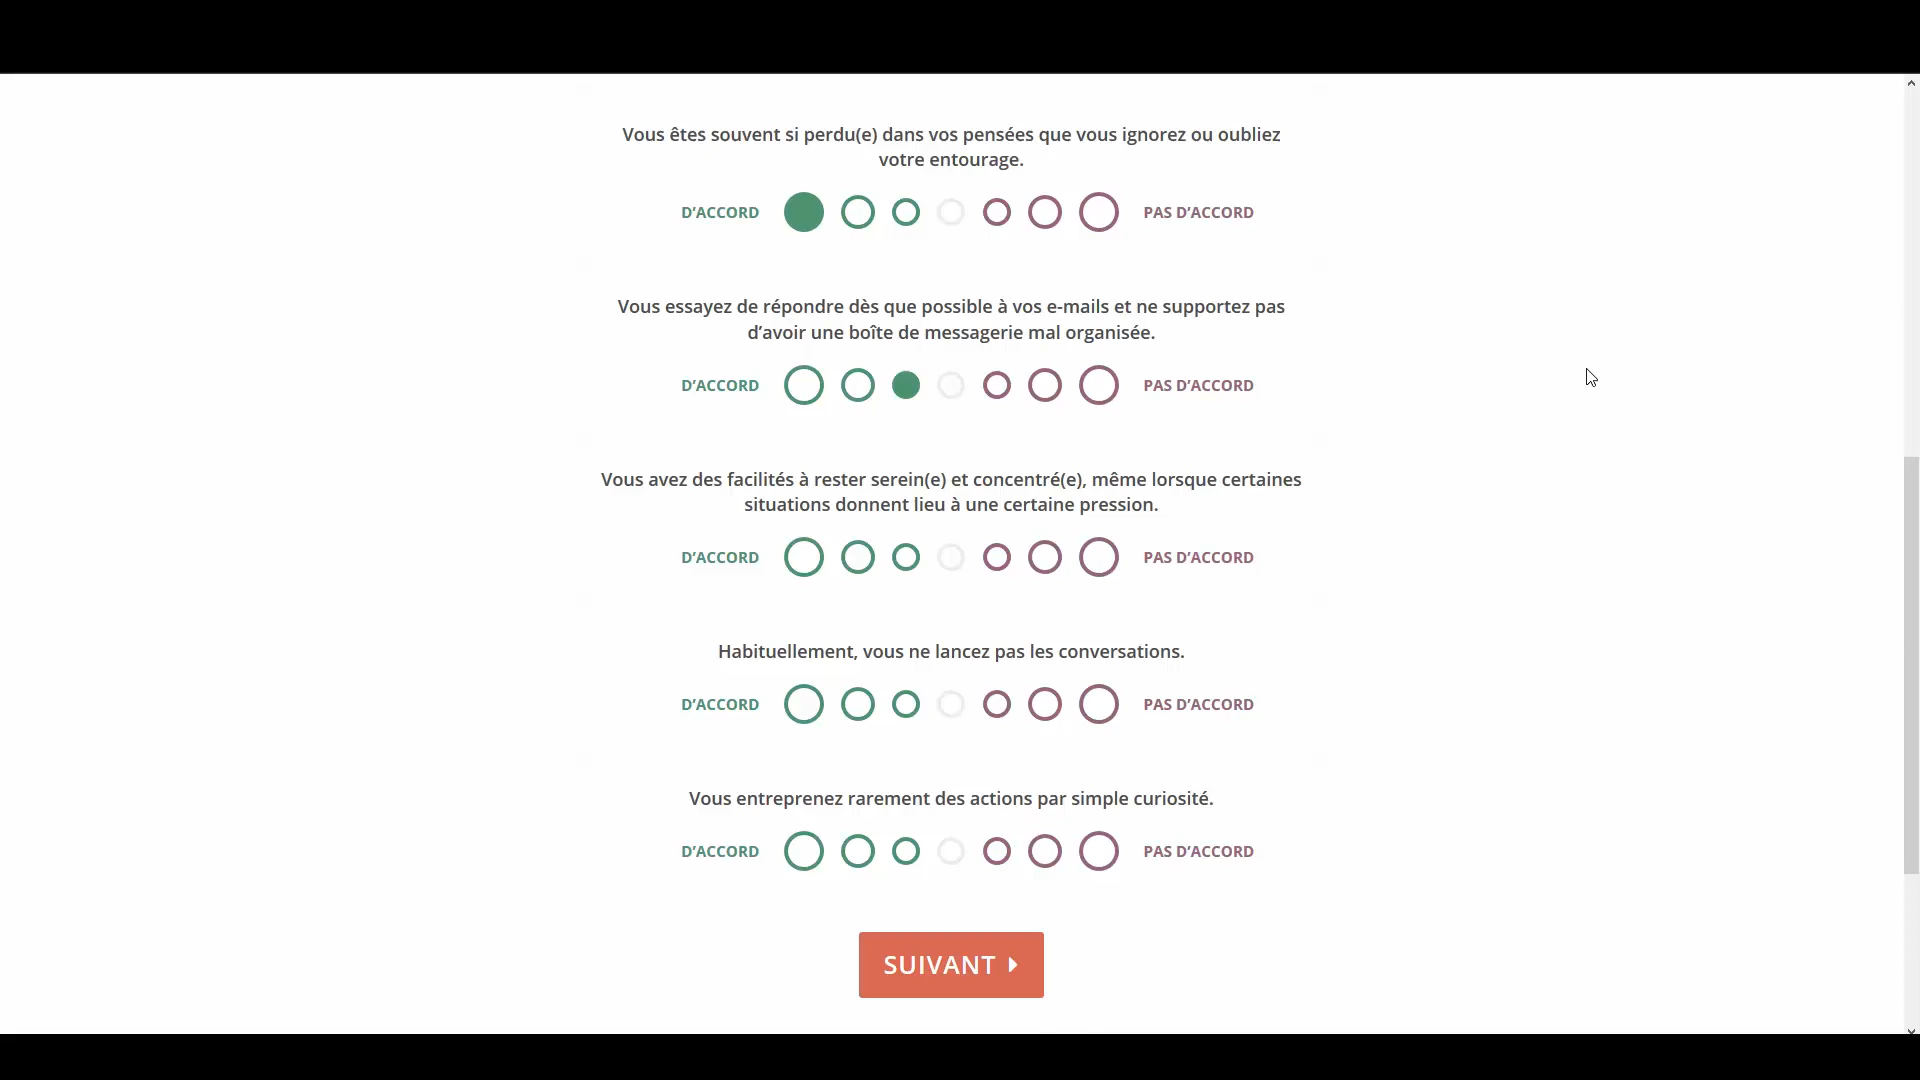 Vous êtes souvent si perdu(e) dans vos pensées que vous ignorez ou oubliez
votre entourage.
D’ACCORD PAS D’ACCORD
Vous essayez de répondre dès que possible à vos e-mails et ne supportez pas
d’avoir une boîte de messagerie mal organisée.
D’ACCORD PAS D’ACCORD
Vous avez des facilités à rester serein(e) et concentré(e), même lorsque certaines
situations donnent lieu à une certaine pression.
D’ACCORD PAS D’ACCORD
Habituellement, vous ne lancez pas les conversations.
D’ACCORD PAS D’ACCORD
Vous entreprenez rarement des actions par simple curiosité.
D’ACCORD PAS D’ACCORD
SUIVANT